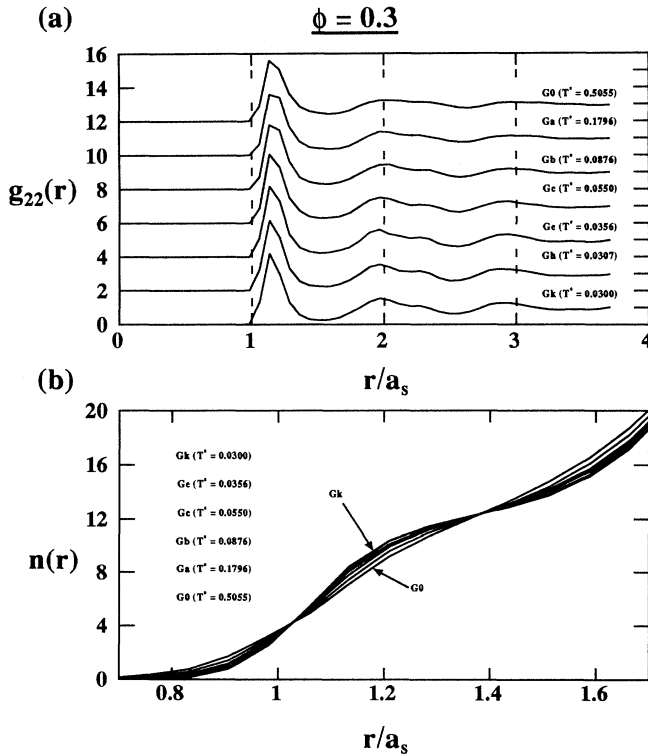 (a)
ϕ = 0.3
16
14
12
10
8
6
4
2
0
g22(r)
G0 (T* = 0.5055)
Ga (T* = 0.1796)
Gb (T* = 0.0876)
Gc (T* = 0.0550)
Ge (T* = 0.0356)
Gh (T* = 0.0307)
Gk (T* = 0.0300)
0
1
2
3
4
r/as
(b)
20
16
12
8
4
0
n(r)
Gk (T* = 0.0300)
Ge (T* = 0.0356)
Gc (T* = 0.0550)
Gb (T* = 0.0876)
Ga (T* = 0.1796)
G0 (T* = 0.5055)
Gk
G0
0.8
1
1.2
1.4
1.6
r/as